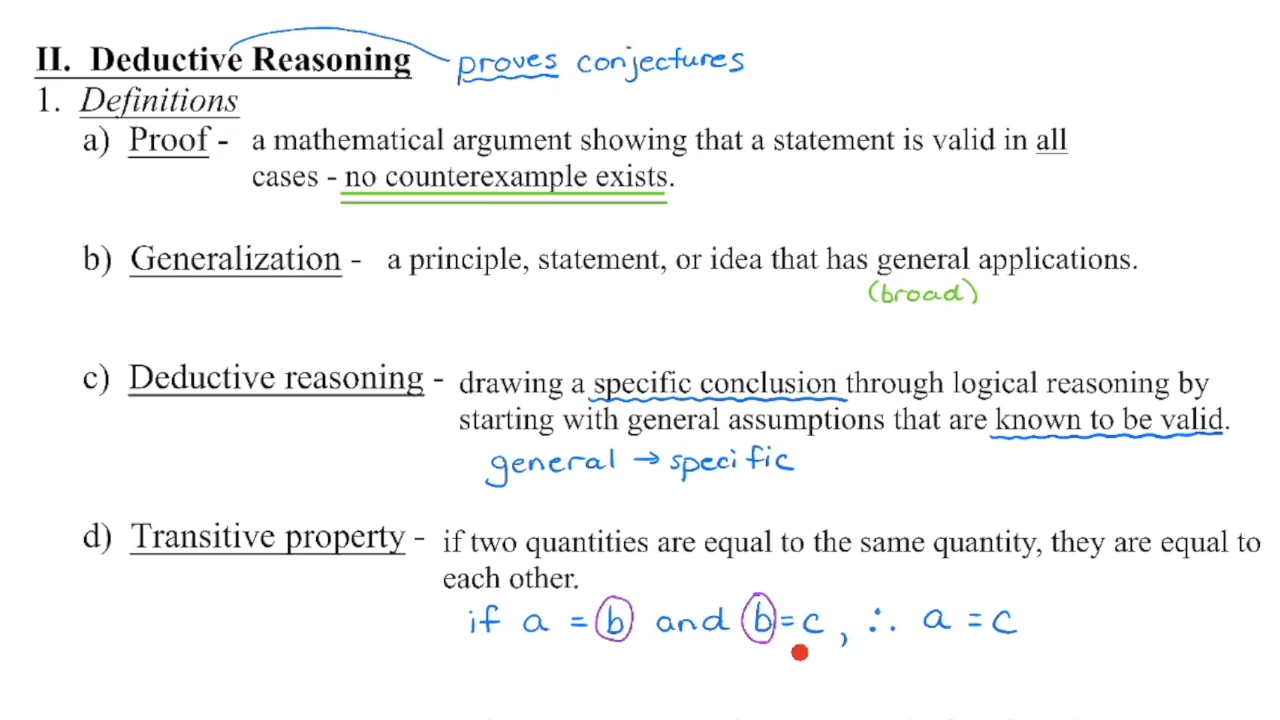 II. Deductive Reasoning proves conjectures
1. Definitions
a) Proof - a mathematical argument showing that a statement is valid in all
cases - no counterexample exists.
b) Generalization - a principle, statement, or idea that has general applications.
(broad)
c) Deductive reasoning - drawing a specific conclusion through logical reasoning by
starting with general assumptions that are known to be valid.
general → specific
d) Transitive property - if two quantities are equal to the same quantity, they are equal to
each other.
if a = b and b = c, ∴ a = c